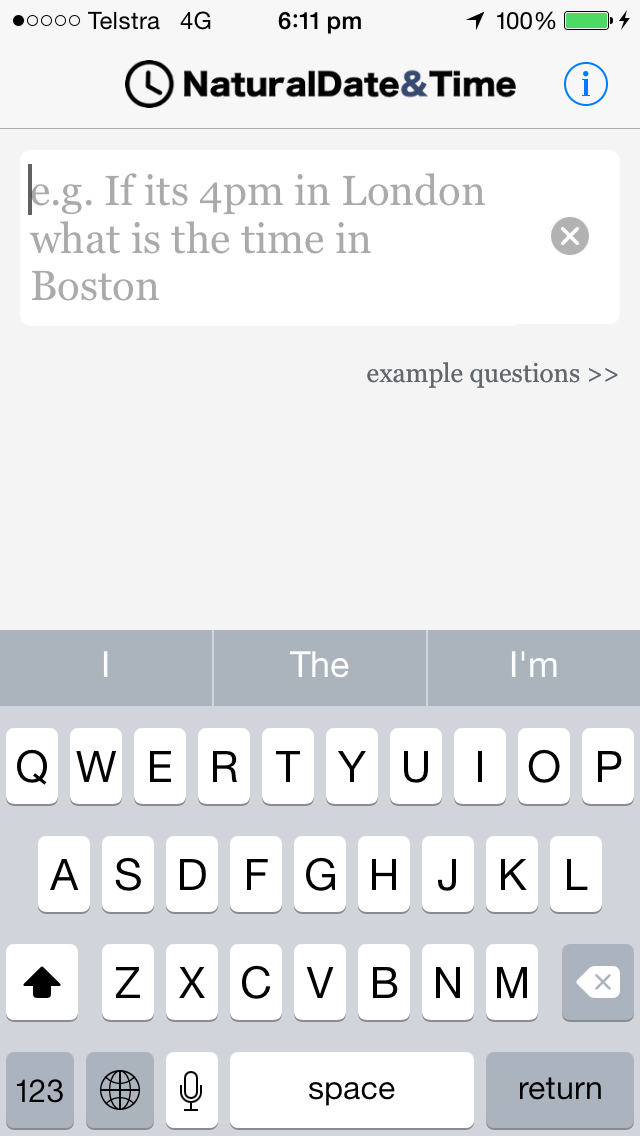 Telstra 4G 6:11 pm 100%
NaturalDate&Time i
e.g. If its 4pm in London
what is the time in
Boston
example questions >>
I The I'm
Q W E R T Y U I O P
A S D F G H J K L
Z X C V B N M
123 space return